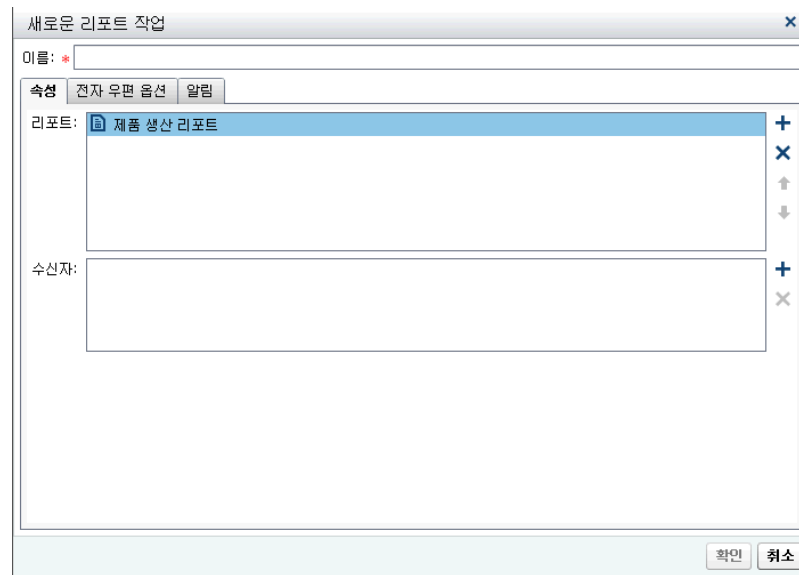 새로운 리포트 작업
이름: *
속성 전자 우편 옵션 알림
리포트: 제품 생산 리포트
수신자:
확인 취소